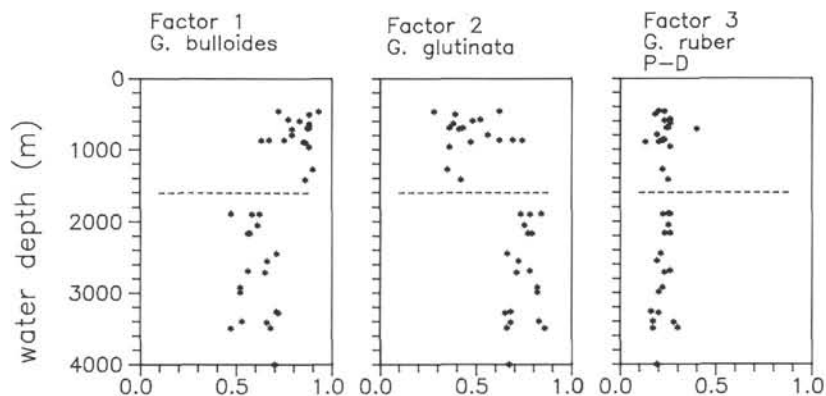 Factor 1
G. bulloides
Factor 2
G. glutinata
Factor 3
G. ruber
P-D
water depth (m)
0
1000
2000
3000
4000
0.0 0.5 1.0
0.0 0.5 1.0
0.0 0.5 1.0